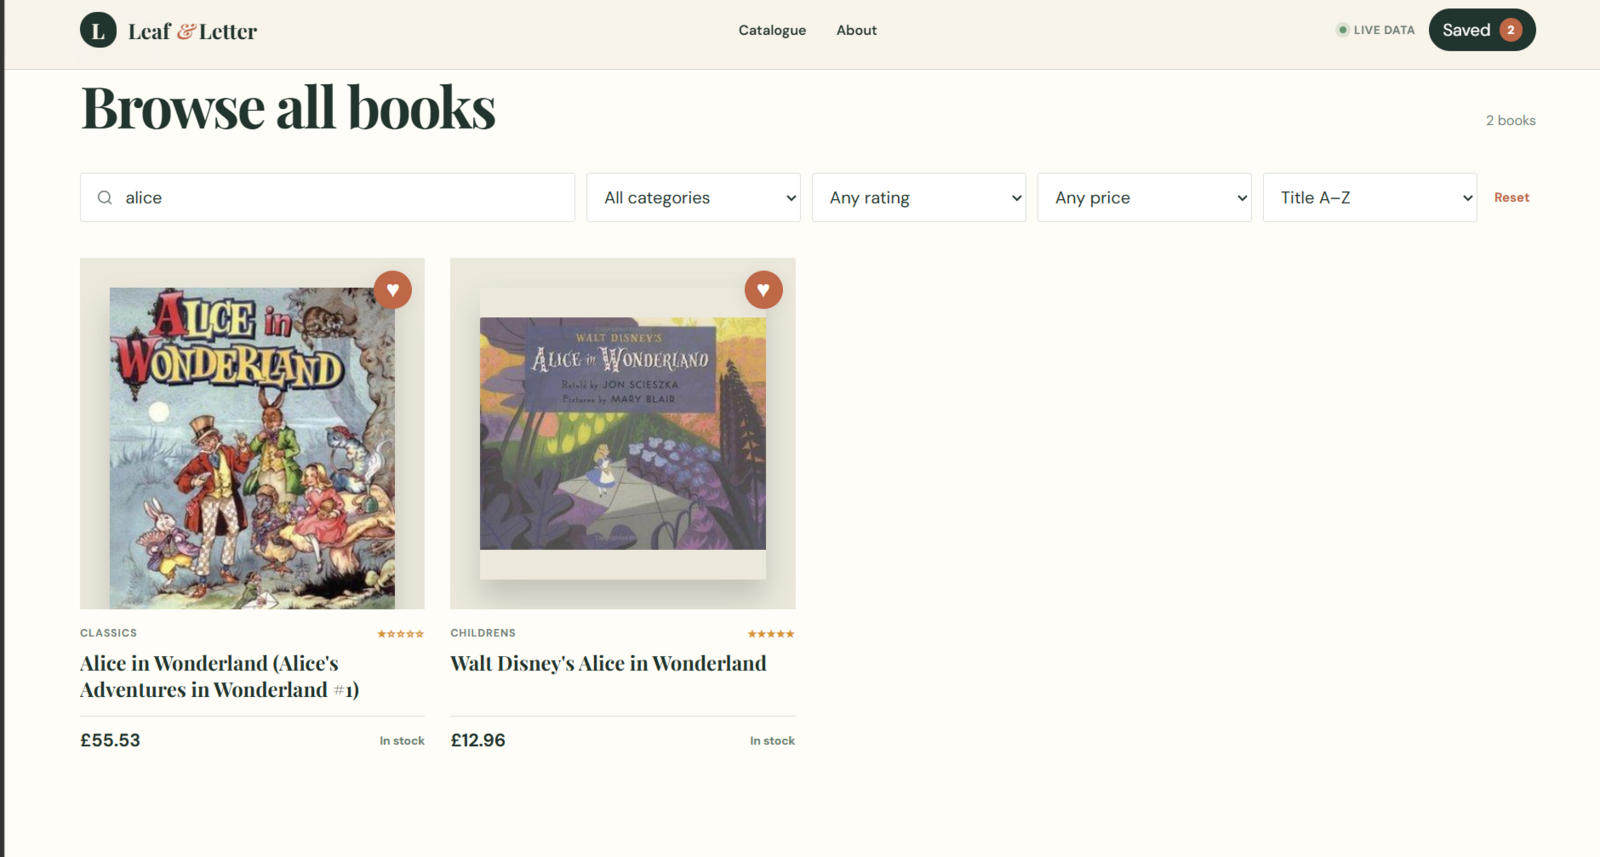 L Leaf & Letter
Catalogue
About
LIVE DATA
Saved 2
Browse all books
2 books
alice
All categories
Any rating
Any price
Title A–Z
Reset
ALICE in
WONDERLAND
♥
WALT DISNEY'S
ALICE in WONDERLAND
Retold by JON SCIESZKA
Pictures by MARY BLAIR
♥
CLASSICS
★☆☆☆☆
Alice in Wonderland (Alice's
Adventures in Wonderland #1)
£55.53
In stock
CHILDRENS
★★★★★
Walt Disney's Alice in Wonderland
£12.96
In stock